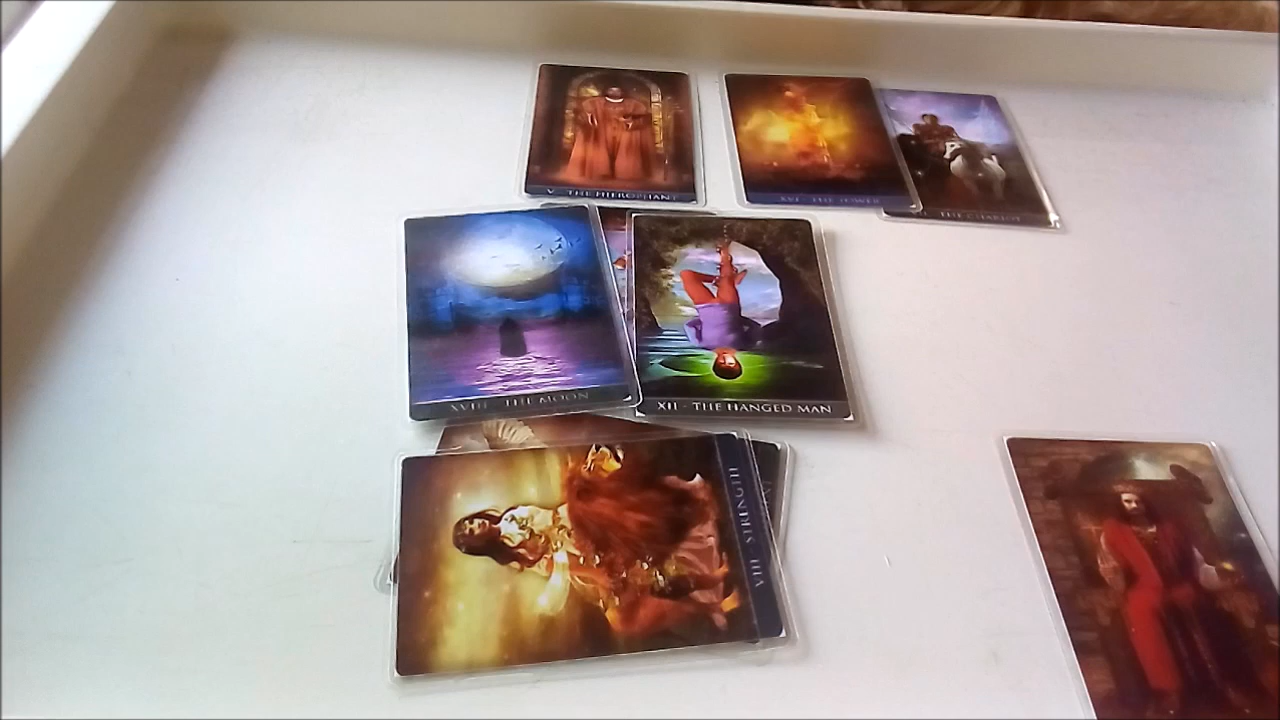 V - THE HIEROPHANT
XVI - THE TOWER
THE CHARIOT
XVIII - THE MOON
XII - THE HANGED MAN
VIII - STRENGTH